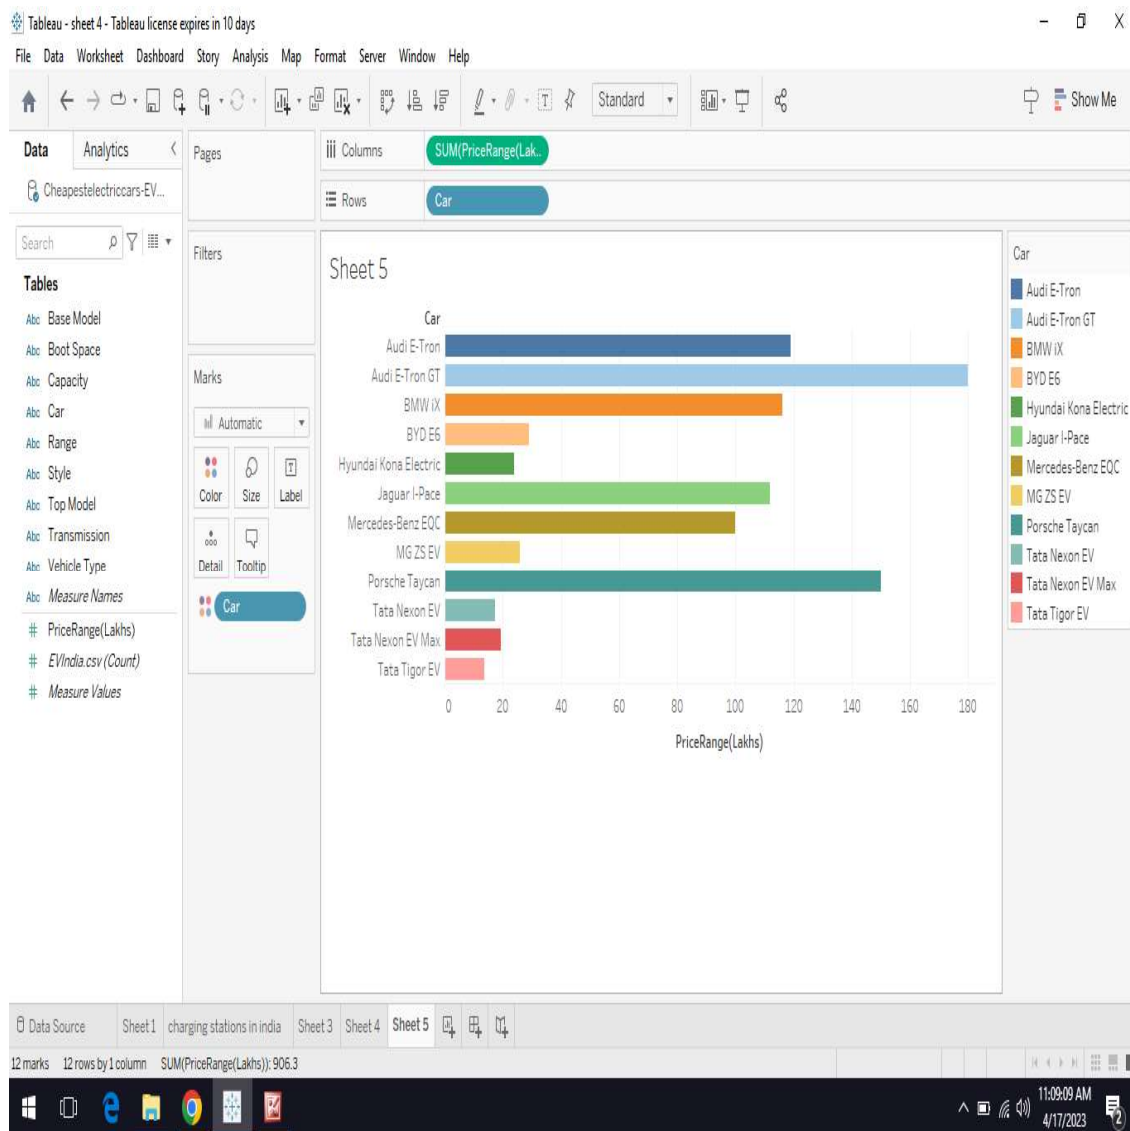 Tableau - sheet 4 - Tableau license expires in 10 days
File Data Worksheet Dashboard Story Analysis Map Format Server Window Help
Standard
Show Me
Data Analytics
Cheapestelectriccars-EV...
Search
Tables
Abc Base Model
Abc Boot Space
Abc Capacity
Abc Car
Abc Range
Abc Style
Abc Top Model
Abc Transmission
Abc Vehicle Type
Abc Measure Names
# PriceRange(Lakhs)
# EVIndia.csv (Count)
# Measure Values
Pages
Filters
Marks
Automatic
Color Size Label
Detail Tooltip
Car
Columns SUM(PriceRange(Lak..
Rows Car
Sheet 5
Car
Audi E-Tron
Audi E-Tron GT
BMW iX
BYD E6
Hyundai Kona Electric
Jaguar I-Pace
Mercedes-Benz EQC
MG ZS EV
Porsche Taycan
Tata Nexon EV
Tata Nexon EV Max
Tata Tigor EV
0 20 40 60 80 100 120 140 160 180
PriceRange(Lakhs)
Car
Audi E-Tron
Audi E-Tron GT
BMW iX
BYD E6
Hyundai Kona Electric
Jaguar I-Pace
Mercedes-Benz EQC
MG ZS EV
Porsche Taycan
Tata Nexon EV
Tata Nexon EV Max
Tata Tigor EV
Data Source Sheet 1 charging stations in india Sheet 3 Sheet 4 Sheet 5
12 marks 12 rows by 1 column SUM(PriceRange(Lakhs)): 906.3
11:09:09 AM
4/17/2023
2